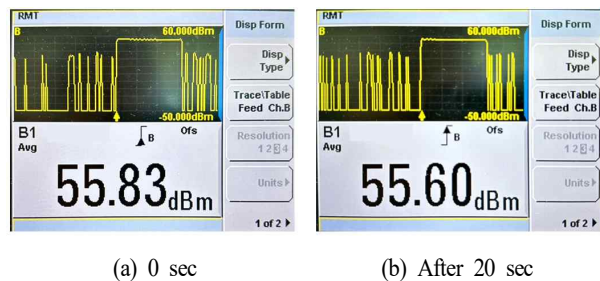 RMT
Disp Form
B
60.000dBm
Disp
Type
Trace\Table
Feed Ch.B
-50.000dBm
B1
Avg
B
Ofs
Resolution
1 2 3 4
55.83dBm
Units
1 of 2
RMT
Disp Form
B
60.000dBm
Disp
Type
Trace\Table
Feed Ch.B
-50.000dBm
B1
Avg
B
Ofs
Resolution
1 2 3 4
55.60dBm
Units
1 of 2
(a) 0 sec
(b) After 20 sec